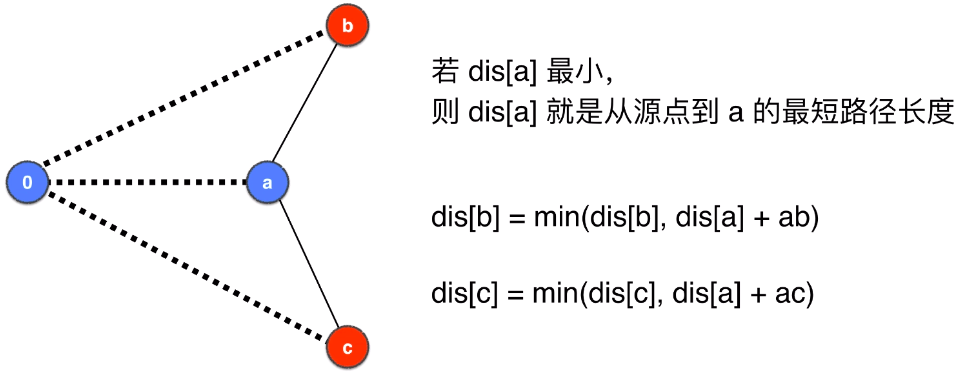 b
若 dis[a] 最小，
则 dis[a] 就是从源点到 a 的最短路径长度
0
a
dis[b] = min(dis[b], dis[a] + ab)
dis[c] = min(dis[c], dis[a] + ac)
c